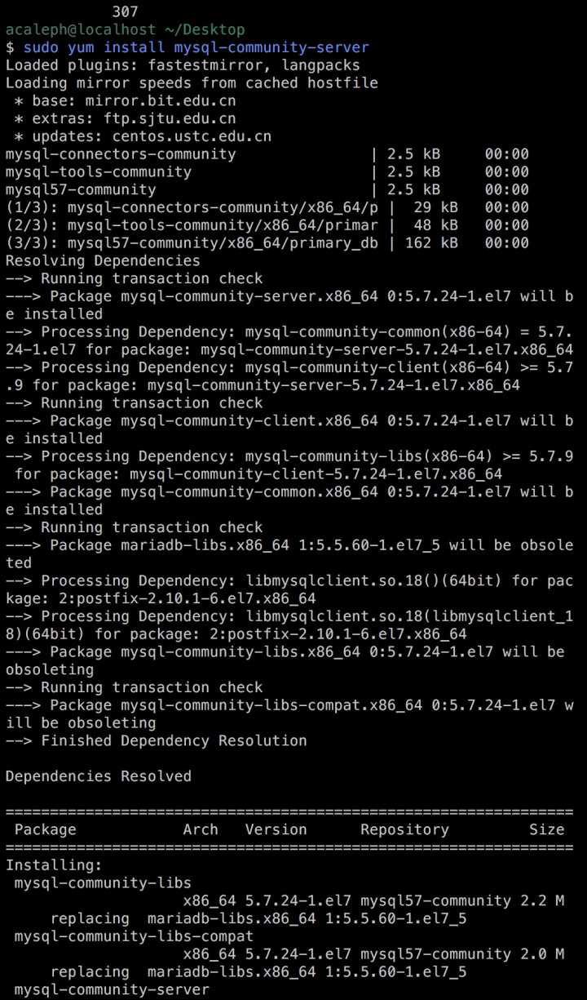 307
acaleph@localhost ~/Desktop
$ sudo yum install mysql-community-server
Loaded plugins: fastestmirror, langpacks
Loading mirror speeds from cached hostfile
 * base: mirror.bit.edu.cn
 * extras: ftp.sjtu.edu.cn
 * updates: centos.ustc.edu.cn
mysql-connectors-community | 2.5 kB 00:00
mysql-tools-community | 2.5 kB 00:00
mysql57-community | 2.5 kB 00:00
(1/3): mysql-connectors-community/x86_64/p | 29 kB 00:00
(2/3): mysql-tools-community/x86_64/primar | 48 kB 00:00
(3/3): mysql57-community/x86_64/primary_db | 162 kB 00:00
Resolving Dependencies
--> Running transaction check
---> Package mysql-community-server.x86_64 0:5.7.24-1.el7 will b
e installed
--> Processing Dependency: mysql-community-common(x86-64) = 5.7.
24-1.el7 for package: mysql-community-server-5.7.24-1.el7.x86_64
--> Processing Dependency: mysql-community-client(x86-64) >= 5.7
.9 for package: mysql-community-server-5.7.24-1.el7.x86_64
--> Running transaction check
---> Package mysql-community-client.x86_64 0:5.7.24-1.el7 will b
e installed
--> Processing Dependency: mysql-community-libs(x86-64) >= 5.7.9
 for package: mysql-community-client-5.7.24-1.el7.x86_64
---> Package mysql-community-common.x86_64 0:5.7.24-1.el7 will b
e installed
--> Running transaction check
---> Package mariadb-libs.x86_64 1:5.5.60-1.el7_5 will be obsole
ted
--> Processing Dependency: libmysqlclient.so.18()(64bit) for pac
kage: 2:postfix-2.10.1-6.el7.x86_64
--> Processing Dependency: libmysqlclient.so.18(libmysqlclient_1
8)(64bit) for package: 2:postfix-2.10.1-6.el7.x86_64
---> Package mysql-community-libs.x86_64 0:5.7.24-1.el7 will be
obsoleting
--> Running transaction check
---> Package mysql-community-libs-compat.x86_64 0:5.7.24-1.el7 w
ill be obsoleting
--> Finished Dependency Resolution
Dependencies Resolved
================================================================
 Package Arch Version Repository Size
================================================================
Installing:
 mysql-community-libs
 x86_64 5.7.24-1.el7 mysql57-community 2.2 M
 replacing mariadb-libs.x86_64 1:5.5.60-1.el7_5
 mysql-community-libs-compat
 x86_64 5.7.24-1.el7 mysql57-community 2.0 M
 replacing mariadb-libs.x86_64 1:5.5.60-1.el7_5
 mysql-community-server